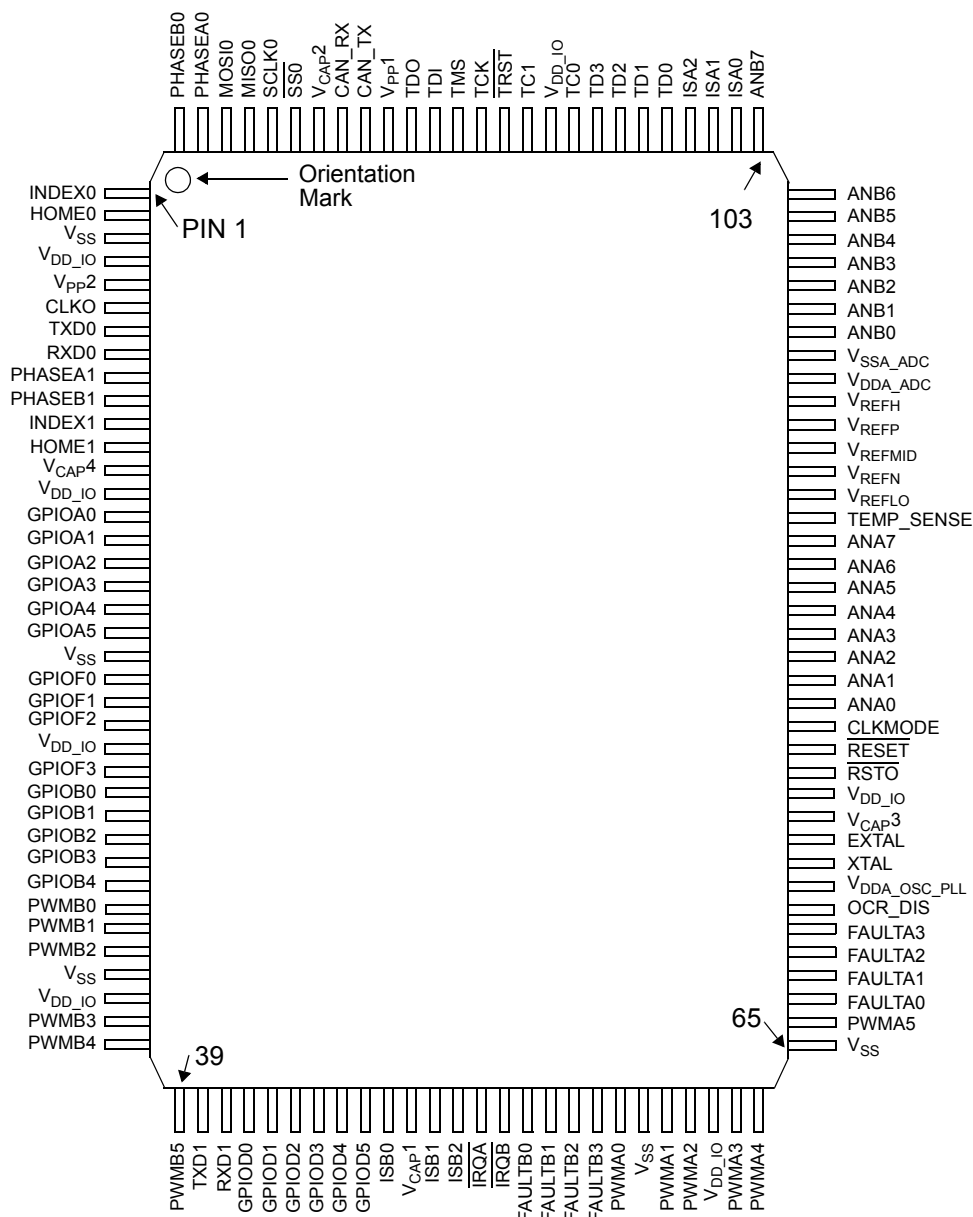 PHASEB0
PHASEA0
MOSI0
MISO0
SCLK0
SS0
VCAP2
CAN_RX
CAN_TX
VPP1
TDO
TDI
TMS
TCK
TRST
TC1
VDD_IO
TC0
TD3
TD2
TD1
TD0
ISA2
ISA1
ISA0
ANB7
Orientation
Mark
PIN 1
103
INDEX0
HOME0
VSS
VDD_IO
VPP2
CLKO
TXD0
RXD0
PHASEA1
PHASEB1
INDEX1
HOME1
VCAP4
VDD_IO
GPIOA0
GPIOA1
GPIOA2
GPIOA3
GPIOA4
GPIOA5
VSS
GPIOF0
GPIOF1
GPIOF2
VDD_IO
GPIOF3
GPIOB0
GPIOB1
GPIOB2
GPIOB3
GPIOB4
PWMB0
PWMB1
PWMB2
VSS
VDD_IO
PWMB3
PWMB4
ANB6
ANB5
ANB4
ANB3
ANB2
ANB1
ANB0
VSSA_ADC
VDDA_ADC
VREFH
VREFP
VREFMID
VREFN
VREFLO
TEMP_SENSE
ANA7
ANA6
ANA5
ANA4
ANA3
ANA2
ANA1
ANA0
CLKMODE
RESET
RSTO
VDD_IO
VCAP3
EXTAL
XTAL
VDDA_OSC_PLL
OCR_DIS
FAULTA3
FAULTA2
FAULTA1
FAULTA0
PWMA5
VSS
65
39
PWMB5
TXD1
RXD1
GPIOD0
GPIOD1
GPIOD2
GPIOD3
GPIOD4
GPIOD5
ISB0
VCAP1
ISB1
ISB2
IRQA
IRQB
FAULTB0
FAULTB1
FAULTB2
FAULTB3
PWMA0
VSS
PWMA1
PWMA2
VDD_IO
PWMA3
PWMA4